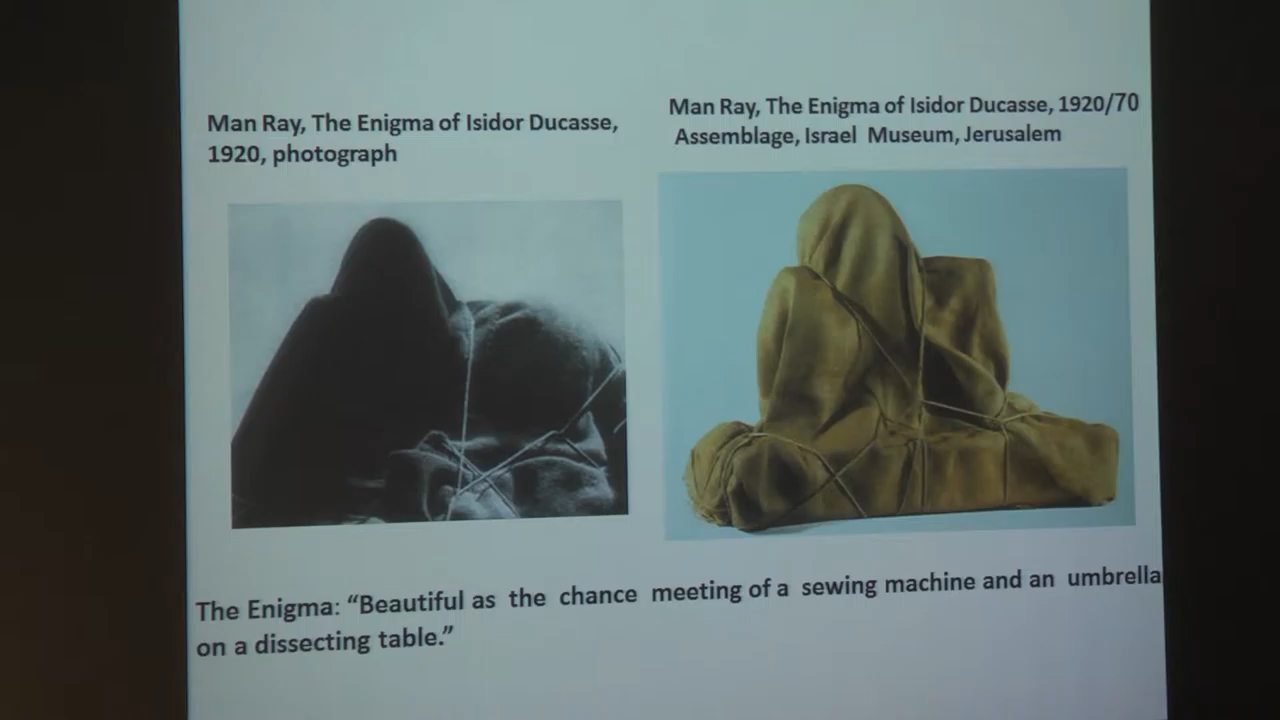 Man Ray, The Enigma of Isidor Ducasse,
1920, photograph
Man Ray, The Enigma of Isidor Ducasse, 1920/70
Assemblage, Israel Museum, Jerusalem
The Enigma: “Beautiful as the chance meeting of a sewing machine and an umbrella
on a dissecting table.”